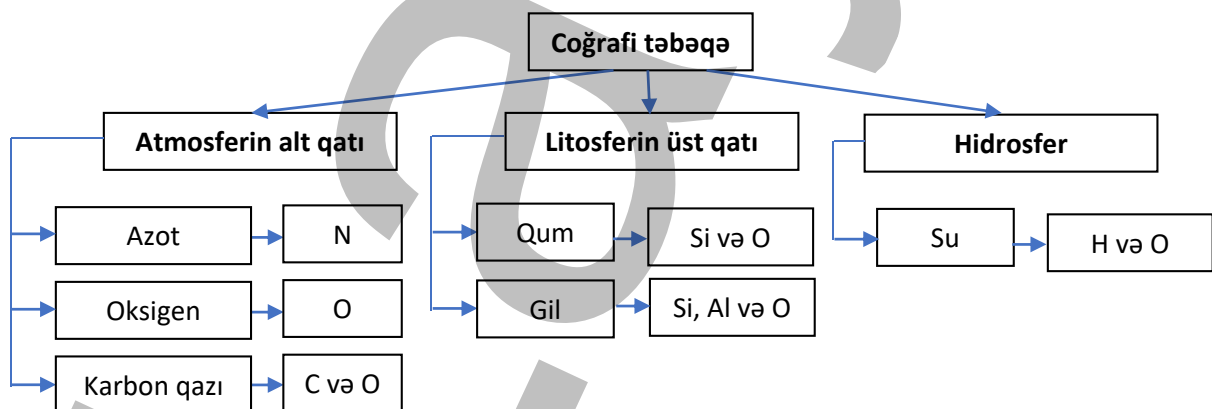 Coğrafi təbəqə
Atmosferin alt qatı
Litosferin üst qatı
Hidrosfer
Azot
N
Qum
Si və O
Su
H və O
Oksigen
O
Gil
Si, Al və O
Karbon qazı
C və O